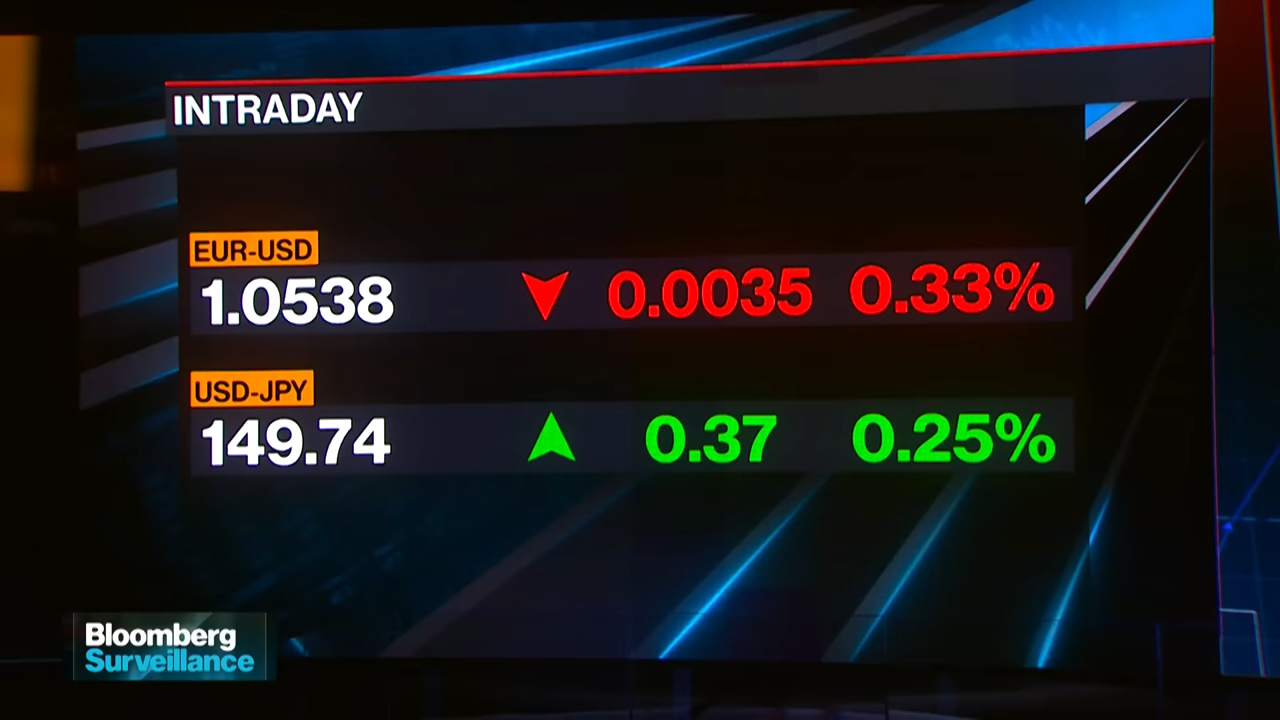 INTRADAY
EUR-USD
1.0538 ▼ 0.0035 0.33%
USD-JPY
149.74 ▲ 0.37 0.25%
Bloomberg
Surveillance